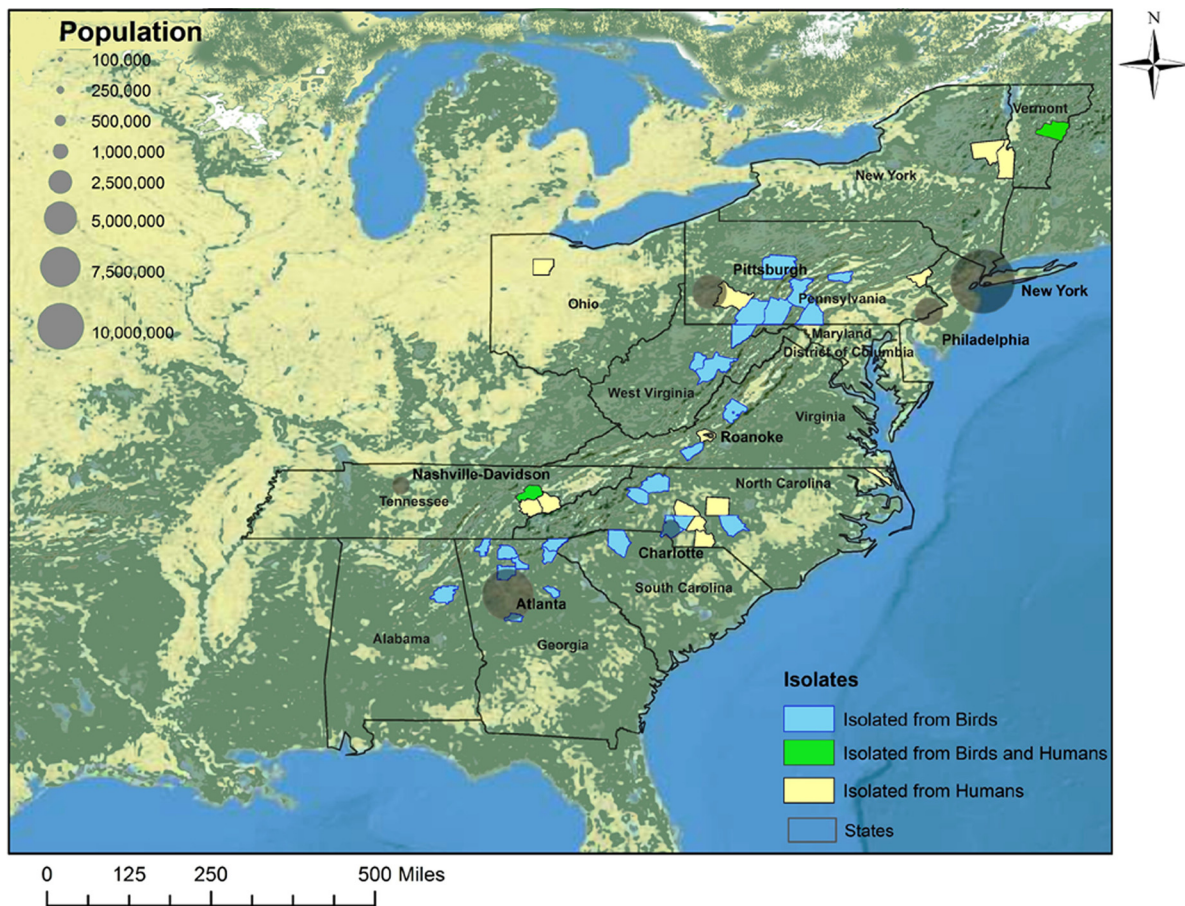 Population
100,000
250,000
500,000
1,000,000
2,500,000
5,000,000
7,500,000
10,000,000
N
Vermont
New York
Pittsburgh
Pennsylvania
New York
Ohio
Maryland
Philadelphia
District of Columbia
West Virginia
Virginia
Roanoke
Nashville-Davidson
Tennessee
North Carolina
Charlotte
South Carolina
Atlanta
Alabama
Georgia
Isolates
Isolated from Birds
Isolated from Birds and Humans
Isolated from Humans
States
0 125 250 500 Miles